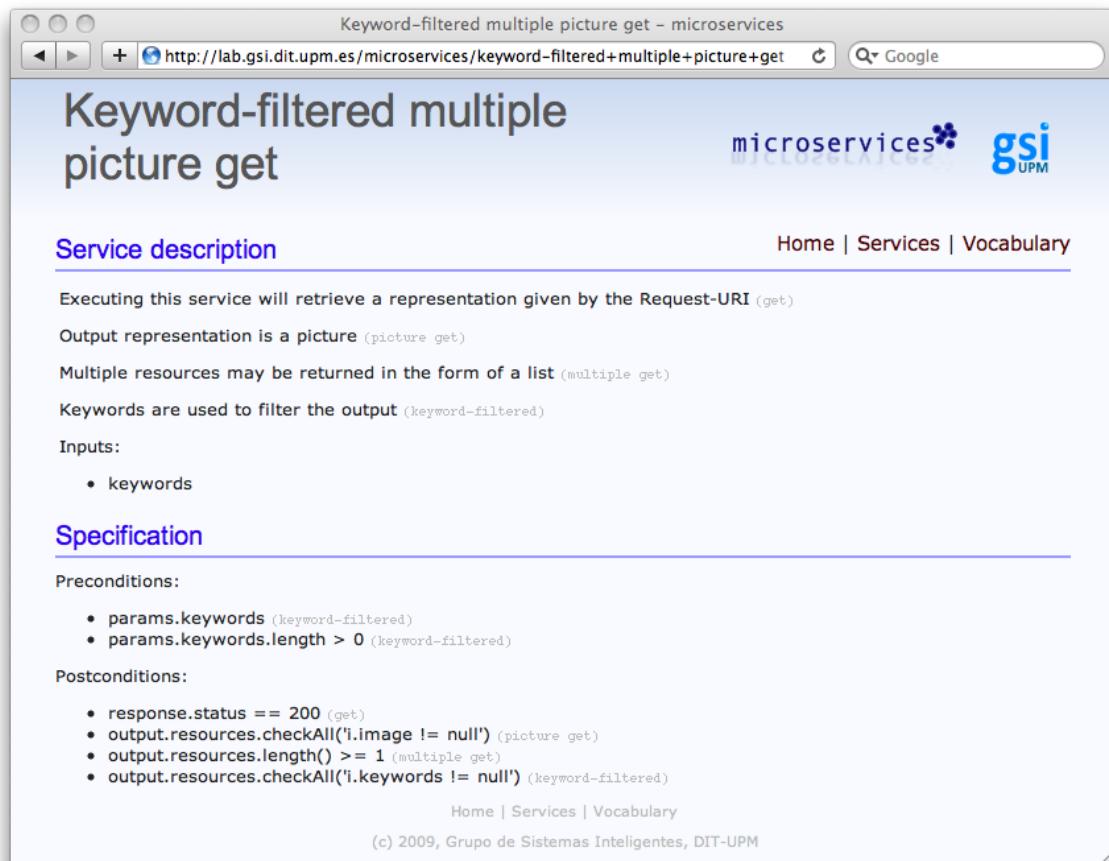 Keyword-filtered multiple picture get – microservices
http://lab.gsi.dit.upm.es/microservices/keyword-filtered+multiple+picture+get
Google
Keyword-filtered multiple
picture get
microservices
gsi
UPM
Service description
Home | Services | Vocabulary
Executing this service will retrieve a representation given by the Request-URI (get)
Output representation is a picture (picture get)
Multiple resources may be returned in the form of a list (multiple get)
Keywords are used to filter the output (keyword-filtered)
Inputs:
• keywords
Specification
Preconditions:
• params.keywords (keyword-filtered)
• params.keywords.length > 0 (keyword-filtered)
Postconditions:
• response.status == 200 (get)
• output.resources.checkAll('i.image != null') (picture get)
• output.resources.length() >= 1 (multiple get)
• output.resources.checkAll('i.keywords != null') (keyword-filtered)
Home | Services | Vocabulary
(c) 2009, Grupo de Sistemas Inteligentes, DIT-UPM